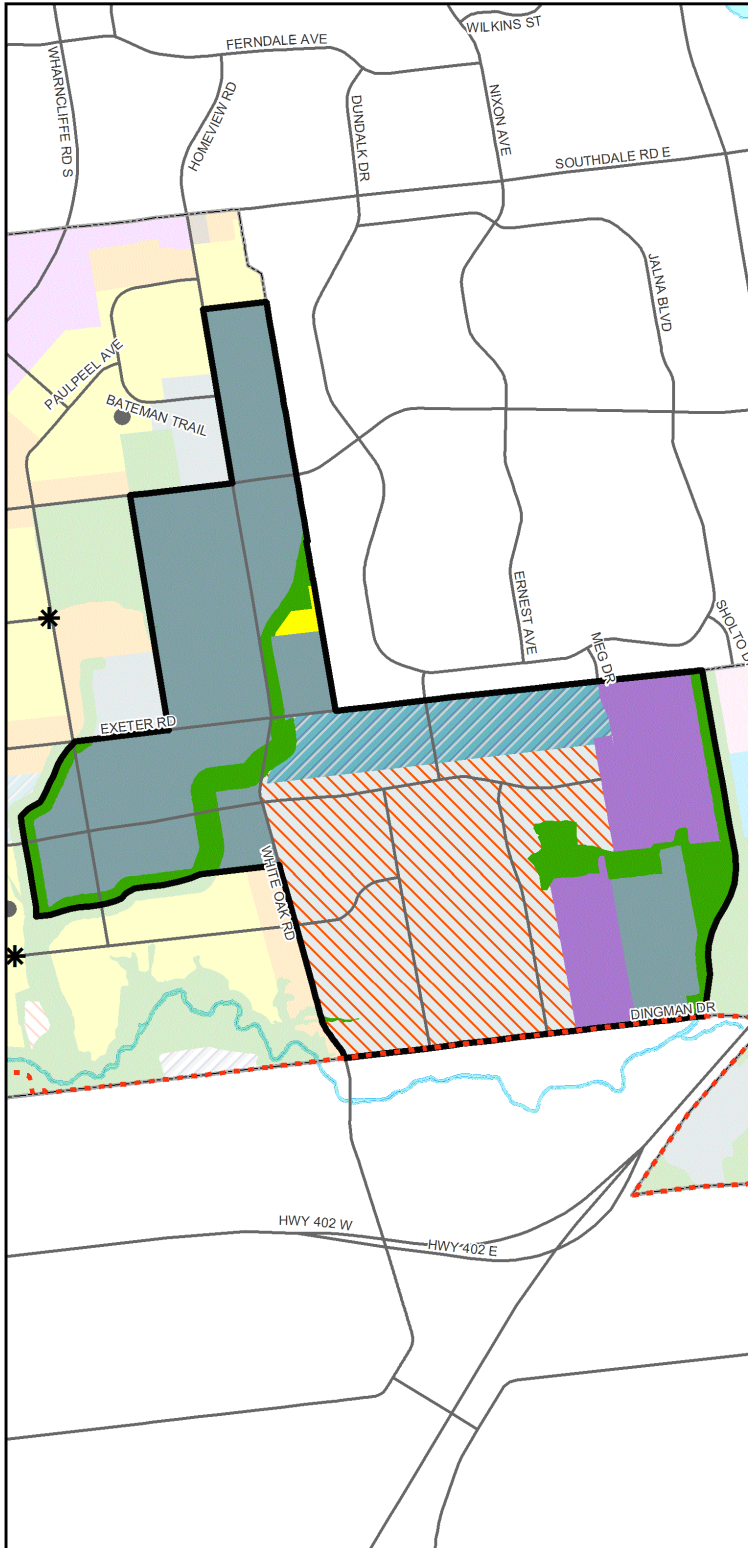 WILKINS ST
FERNDALE AVE
WHARNCLIFFE RD S
HOMEVIEW RD
DUNDALK DR
NIXON AVE
SOUTHDALE RD E
JALNA BLVD
PAULPEEL AVE
BATEMAN TRAIL
ERNEST AVE
MEG DR
SHOLTO D
EXETER RD
WHITE OAK RD
DINGMAN DR
HWY 402 W
HWY 402 E